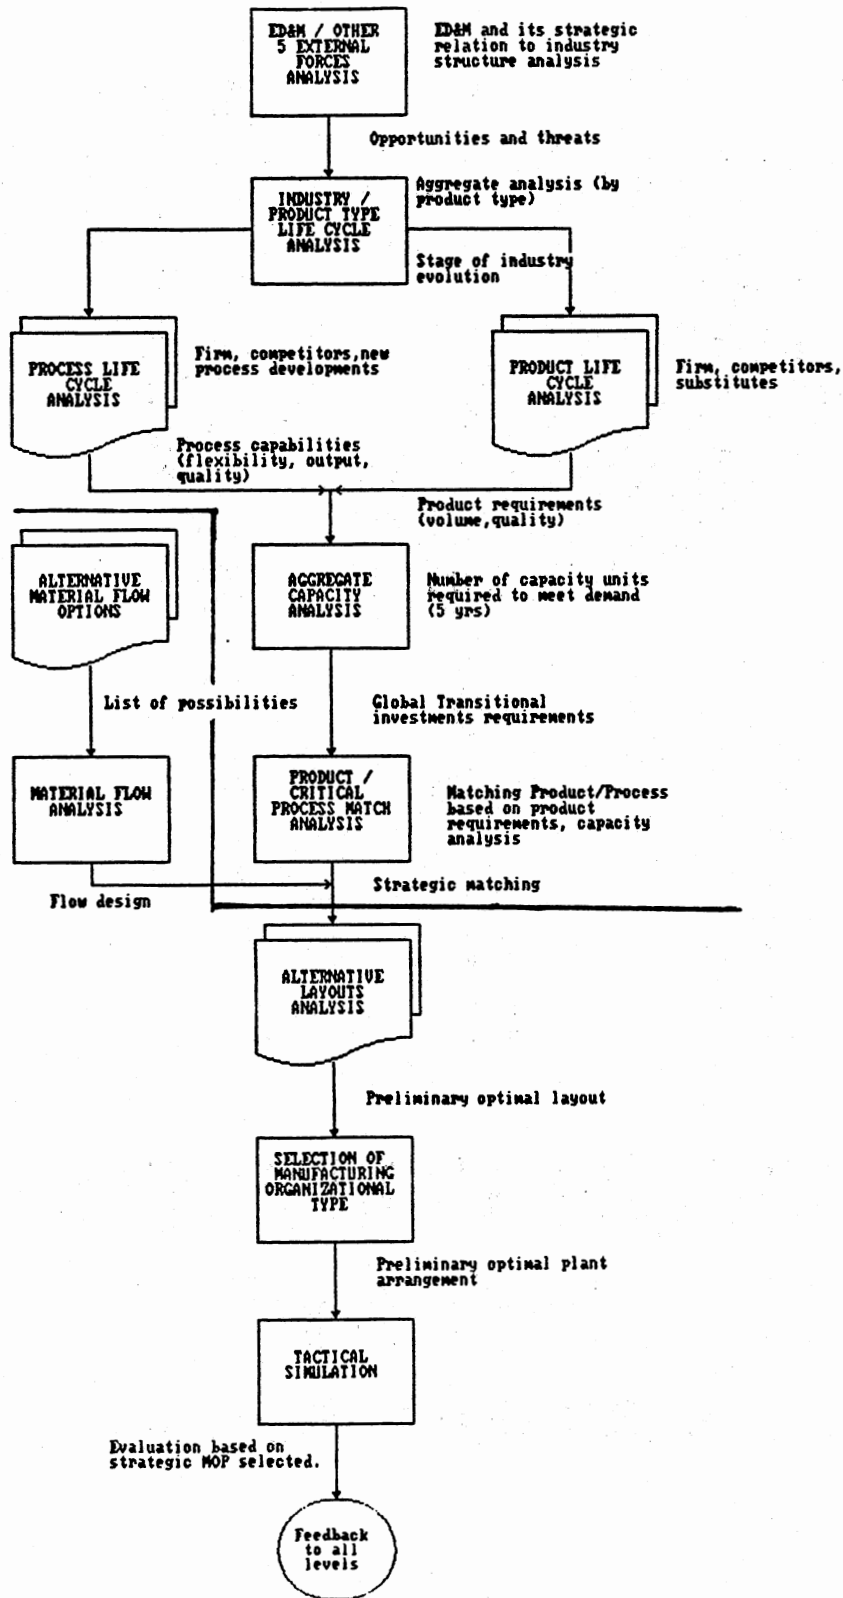 ED&M / OTHER
5 EXTERNAL
FORCES
ANALYSIS
ED&M and its strategic
relation to industry
structure analysis
Opportunities and threats
INDUSTRY /
PRODUCT TYPE
LIFE CYCLE
ANALYSIS
Aggregate analysis (by
product type)
Stage of industry
evolution
PROCESS LIFE
CYCLE
ANALYSIS
Firm, competitors,new
process developments
PRODUCT LIFE
CYCLE
ANALYSIS
Firm, competitors,
substitutes
Process capabilities
(flexibility, output,
quality)
Product requirements
(volume,quality)
ALTERNATIVE
MATERIAL FLOW
OPTIONS
AGGREGATE
CAPACITY
ANALYSIS
Number of capacity units
required to meet demand
(5 yrs)
List of possibilities
Global Transitional
investments requirements
MATERIAL FLOW
ANALYSIS
PRODUCT /
CRITICAL
PROCESS MATCH
ANALYSIS
Matching Product/Process
based on product
requirements, capacity
analysis
Flow design
Strategic matching
ALTERNATIVE
LAYOUTS
ANALYSIS
Preliminary optimal layout
SELECTION OF
MANUFACTURING
ORGANIZATIONAL
TYPE
Preliminary optimal plant
arrangement
TACTICAL
SIMULATION
Evaluation based on
strategic MOP selected.
Feedback
to all
levels